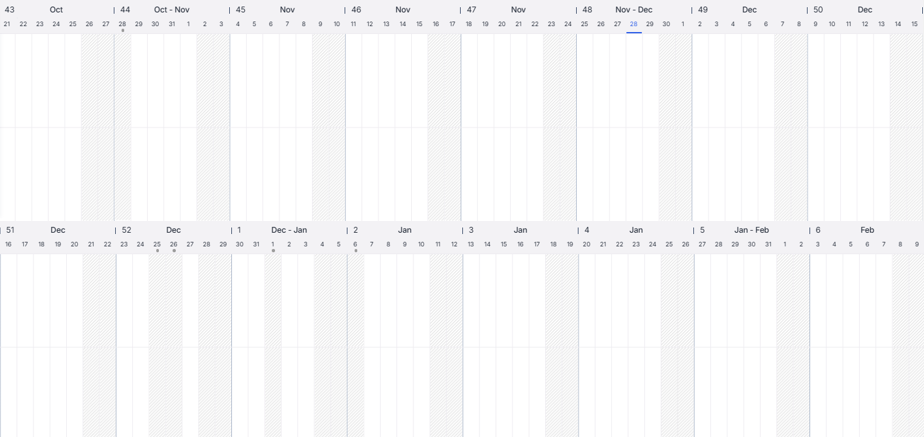 43 Oct 44 Oct - Nov 45 Nov 46 Nov 47 Nov 48 Nov - Dec 49 Dec 50 Dec
21 22 23 24 25 26 27 28 29 30 31 1 2 3 4 5 6 7 8 9 10 11 12 13 14 15 16 17 18 19 20 21 22 23 24 25 26 27 28 29 30 1 2 3 4 5 6 7 8 9 10 11 12 13 14 15
51 Dec 52 Dec 1 Dec - Jan 2 Jan 3 Jan 4 Jan 5 Jan - Feb 6 Feb
16 17 18 19 20 21 22 23 24 25 26 27 28 29 30 31 1 2 3 4 5 6 7 8 9 10 11 12 13 14 15 16 17 18 19 20 21 22 23 24 25 26 27 28 29 30 31 1 2 3 4 5 6 7 8 9